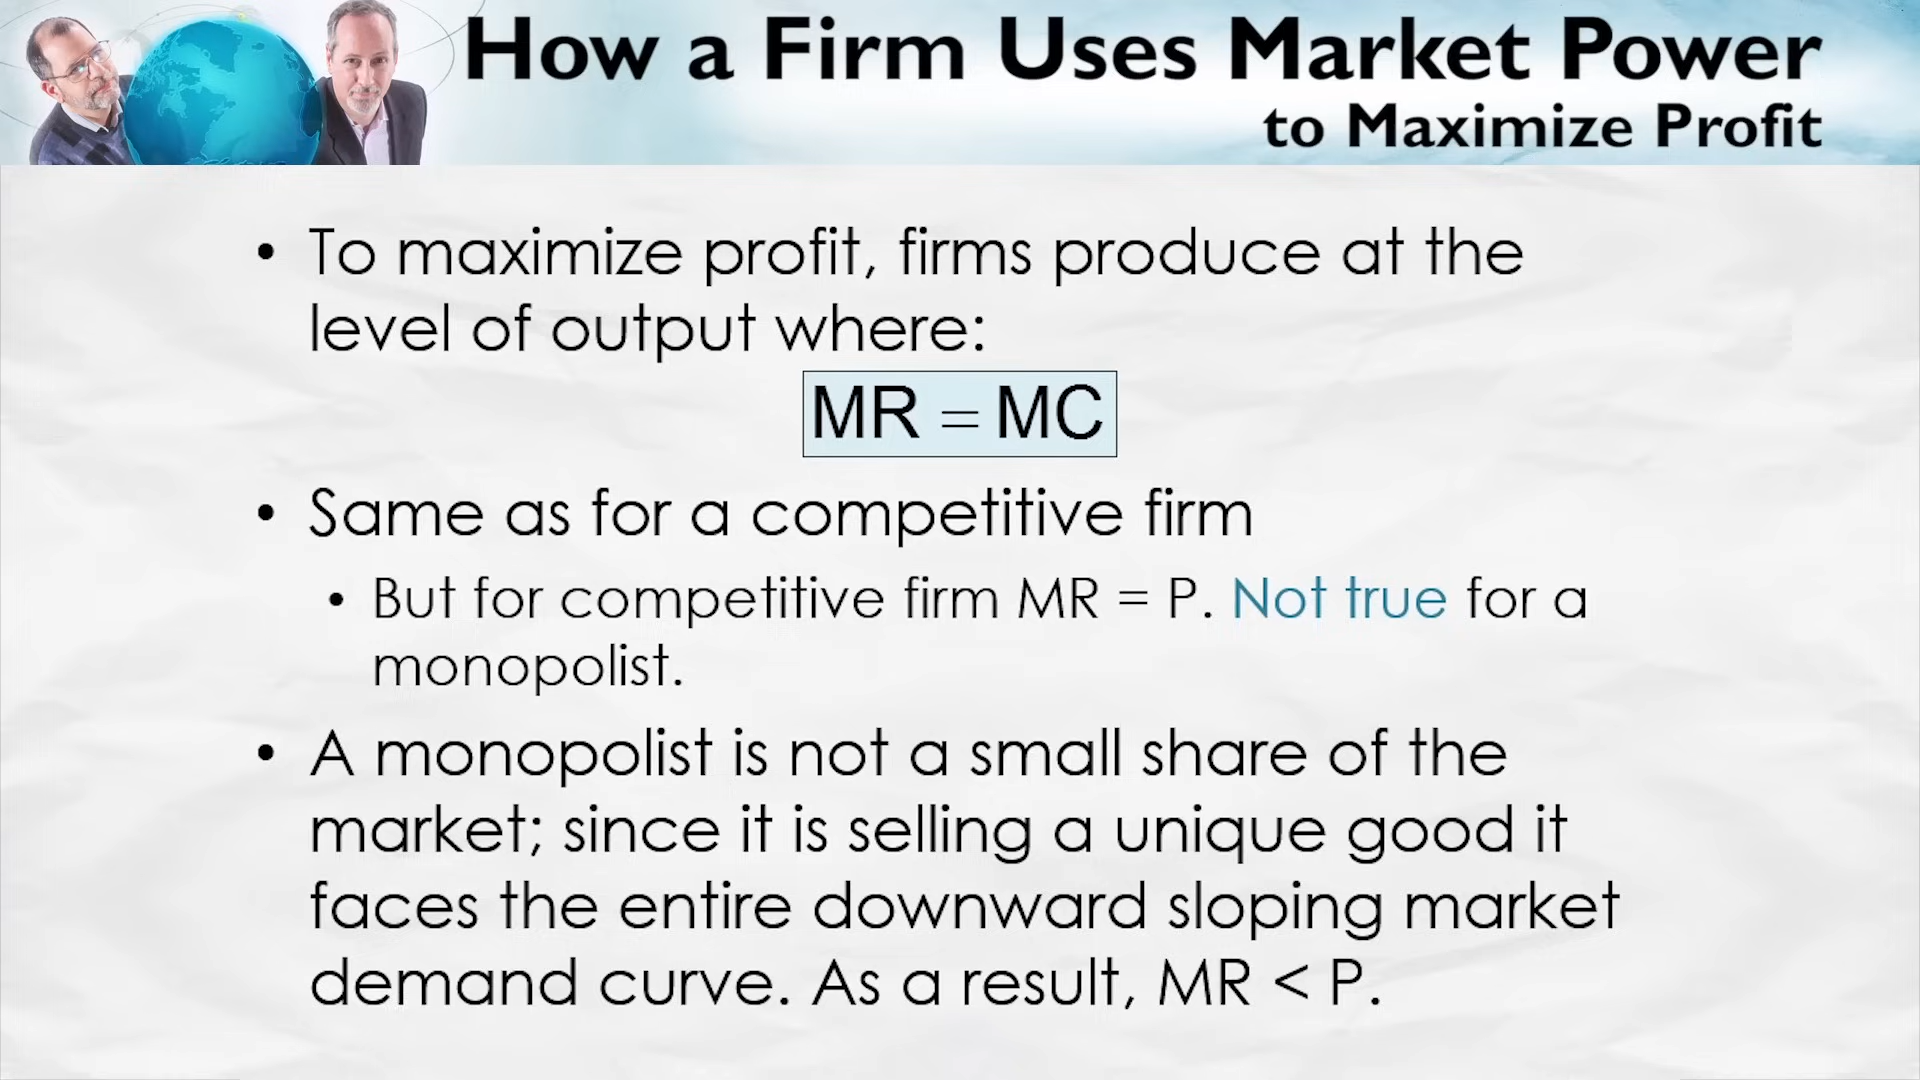 How a Firm Uses Market Power
to Maximize Profit
• To maximize profit, firms produce at the
level of output where:
MR = MC
• Same as for a competitive firm
• But for competitive firm MR = P. Not true for a
monopolist.
• A monopolist is not a small share of the
market; since it is selling a unique good it
faces the entire downward sloping market
demand curve. As a result, MR < P.